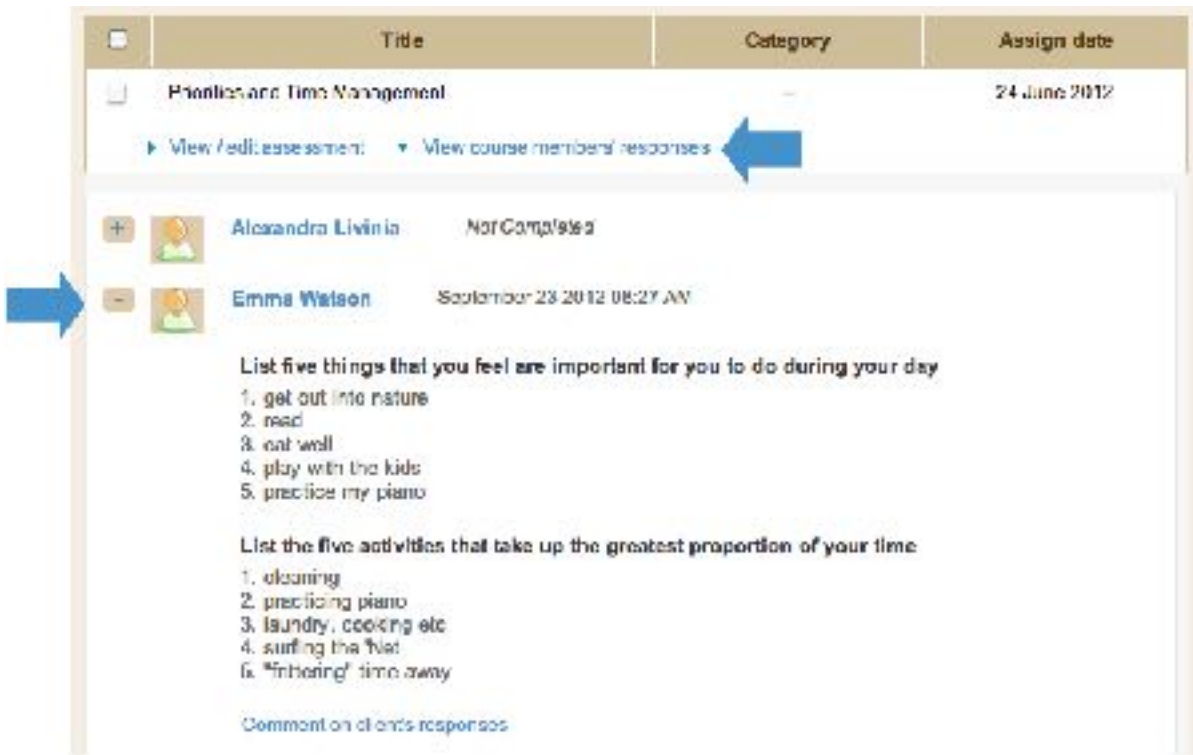 Title Category Assign date
Priorities and Time Management – 24 June 2012
View / edit assessment View course members' responses
+ Alexandra Livinia Not Completed
- Emma Watson September 23 2012 08:27 AM
List five things that you feel are important for you to do during your day
1. get out into nature
2. read
3. eat well
4. play with the kids
5. practice my piano
List the five activities that take up the greatest proportion of your time
1. cleaning
2. practicing piano
3. laundry, cooking etc
4. surfing the 'Net
5. "frittering" time away
Comment on client's responses